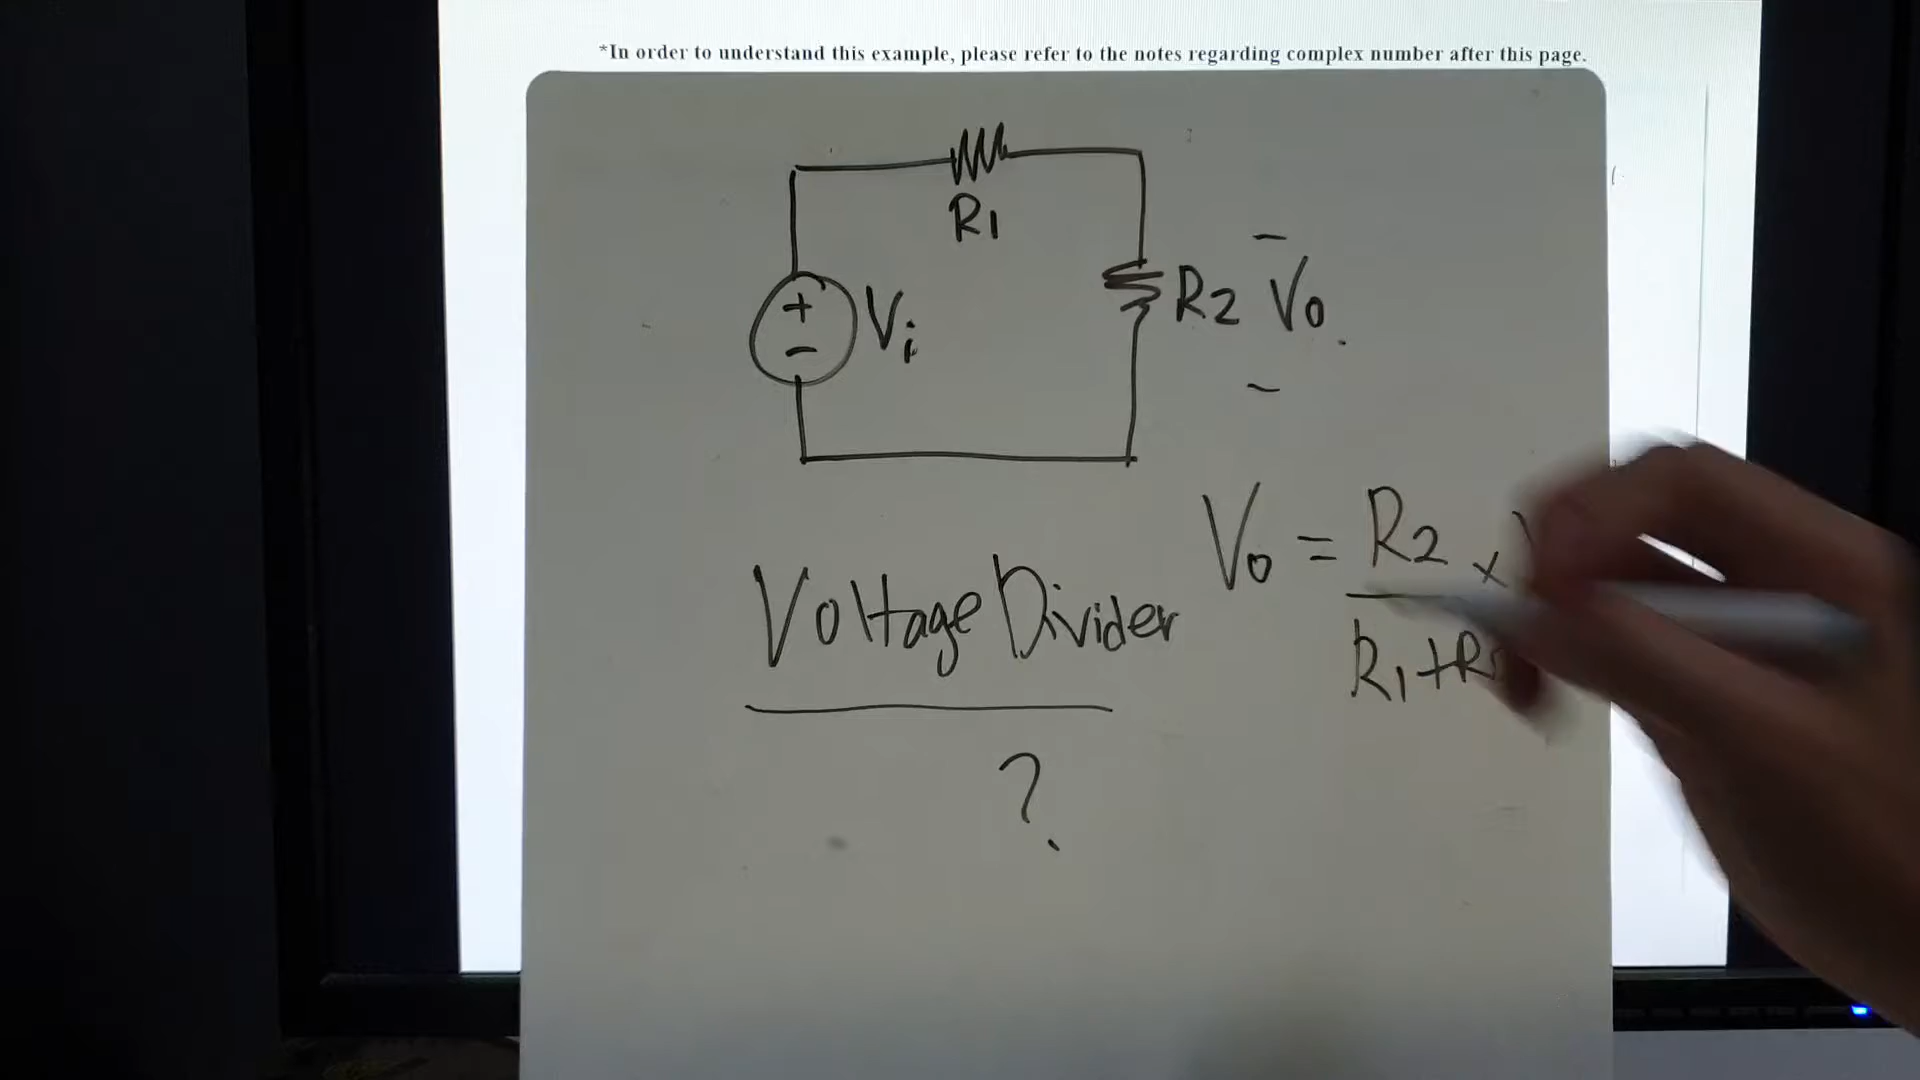 *In order to understand this example, please refer to the notes regarding complex number after this page.
R1
+
-
Vi
R2
-
Vo
-
Vo = R2 ×
R1+R
Voltage Divider
?